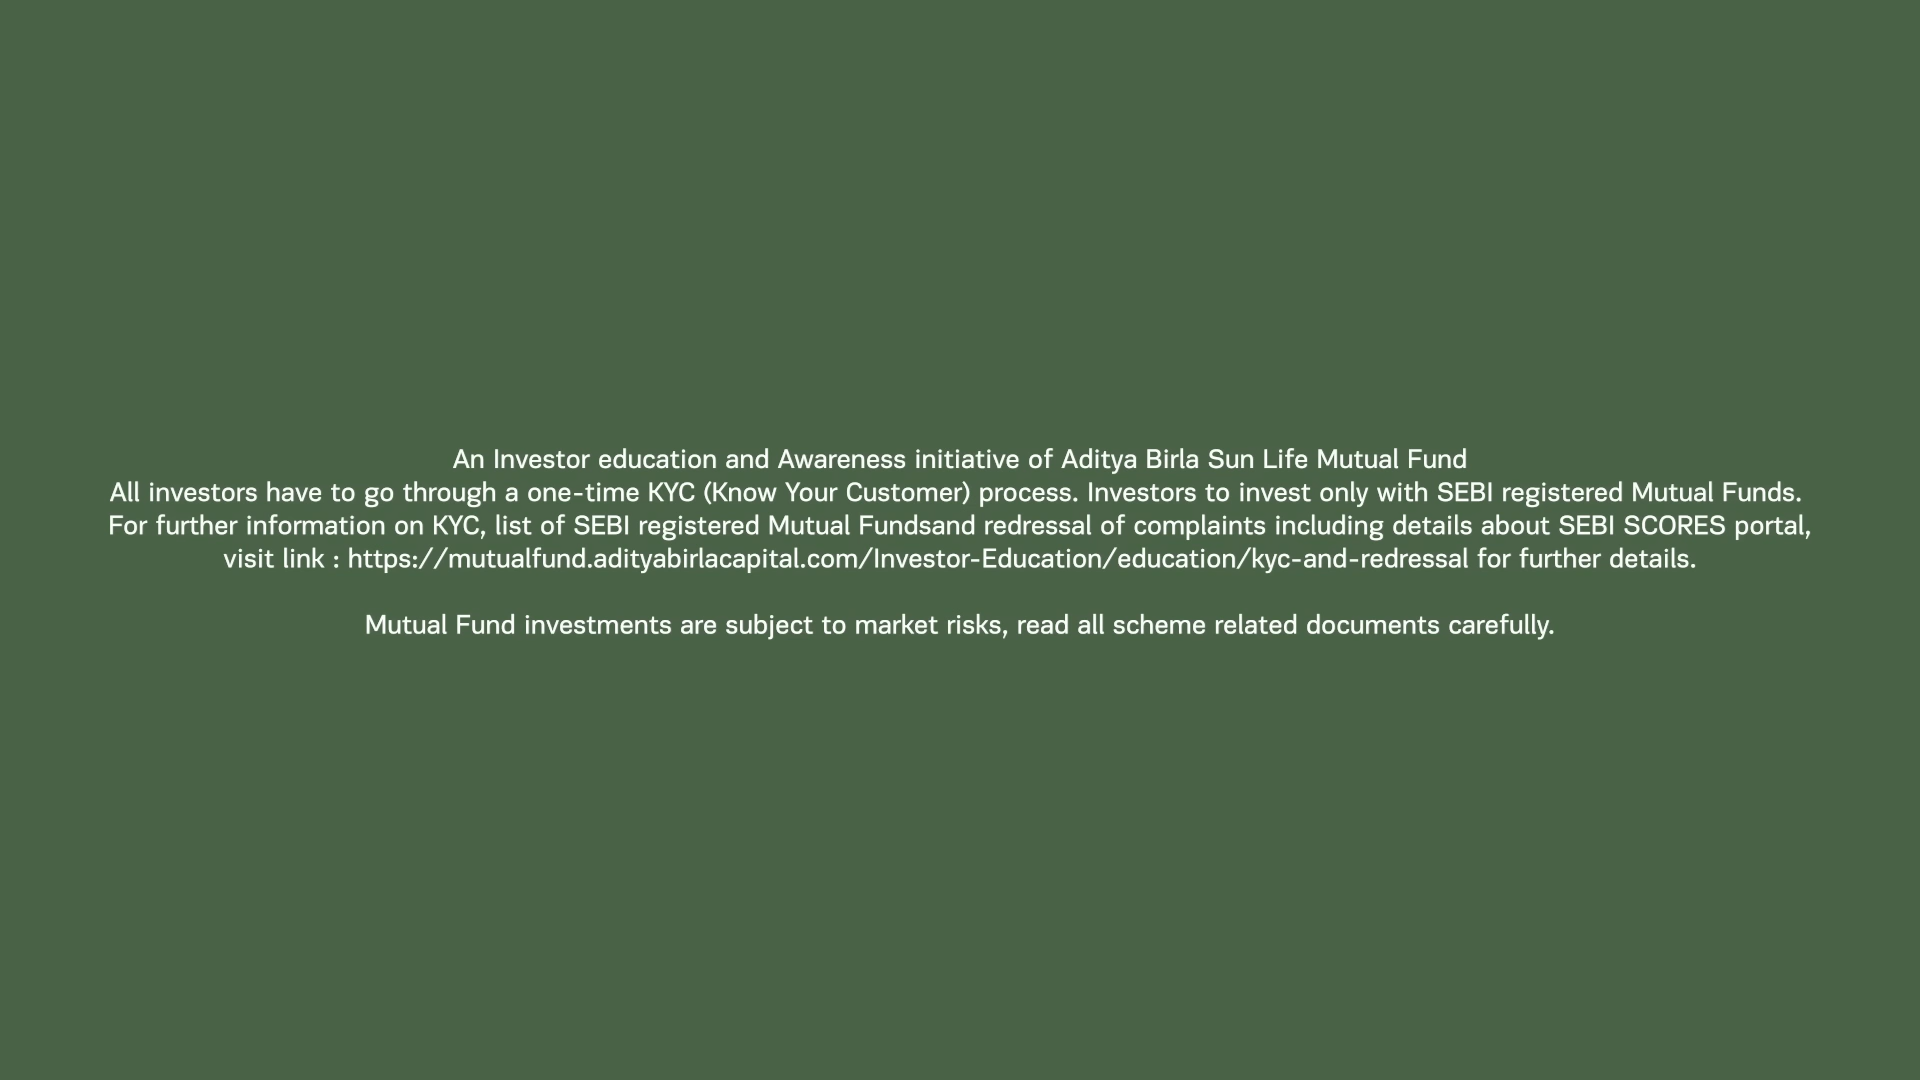 An Investor education and Awareness initiative of Aditya Birla Sun Life Mutual Fund
All investors have to go through a one-time KYC (Know Your Customer) process. Investors to invest only with SEBI registered Mutual Funds.
For further information on KYC, list of SEBI registered Mutual Fundsand redressal of complaints including details about SEBI SCORES portal,
visit link : https://mutualfund.adityabirlacapital.com/Investor-Education/education/kyc-and-redressal for further details.
Mutual Fund investments are subject to market risks, read all scheme related documents carefully.